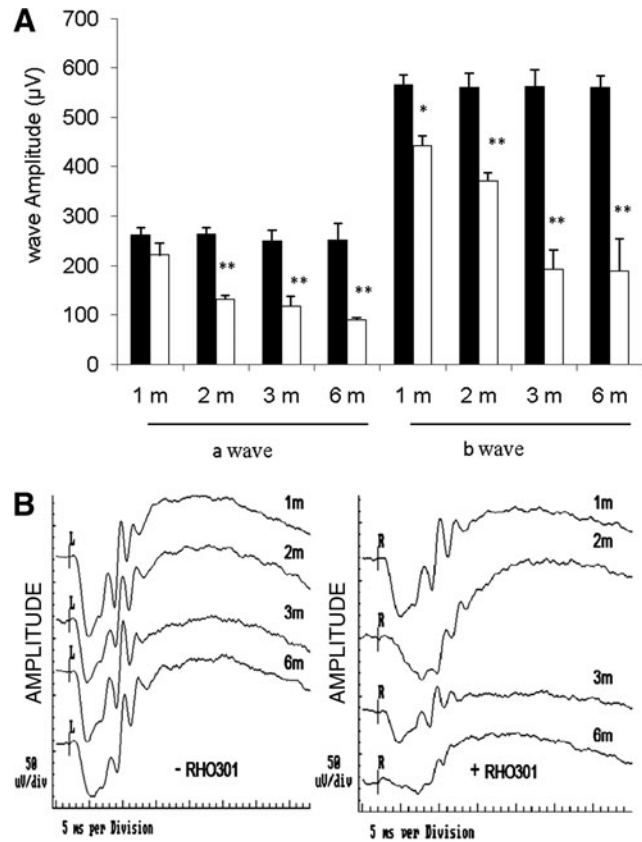 A
wave Amplitude (µV)
700
600
500
400
300
200
100
0
** ** ** * ** ** **
1 m 2 m 3 m 6 m 1 m 2 m 3 m 6 m
a wave b wave
B
AMPLITUDE
L 1m
L 2m
L 3m
L 6m
50
uV/div
- RHO301
5 ms per Division
AMPLITUDE
R 1m
R 2m
R 3m
R 6m
50
uV/div
+ RHO301
5 ms per Division